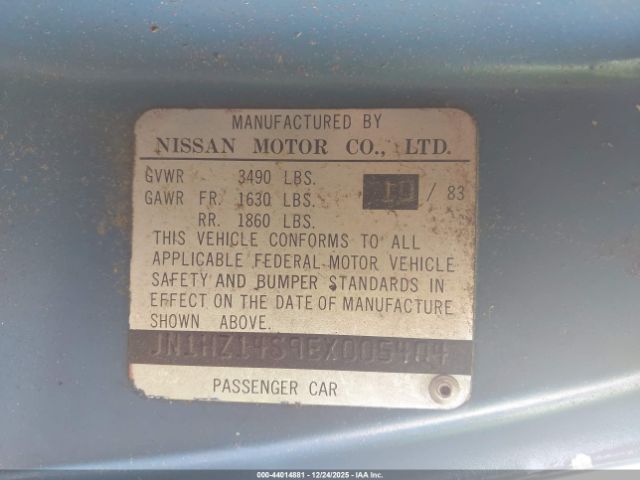 MANUFACTURED BY
NISSAN MOTOR CO., LTD.
GVWR - 3490 LBS.
GAWR FR. 1630 LBS. 10 / 83
RR. 1860 LBS.
THIS VEHICLE CONFORMS TO ALL
APPLICABLE FEDERAL MOTOR VEHICLE
SAFETY AND BUMPER STANDARDS IN
EFFECT ON THE DATE OF MANUFACTURE
SHOWN ABOVE.
JN1HZ14S9EX005404
PASSENGER CAR
000-44014881 - 12/24/2025 - IAA Inc.